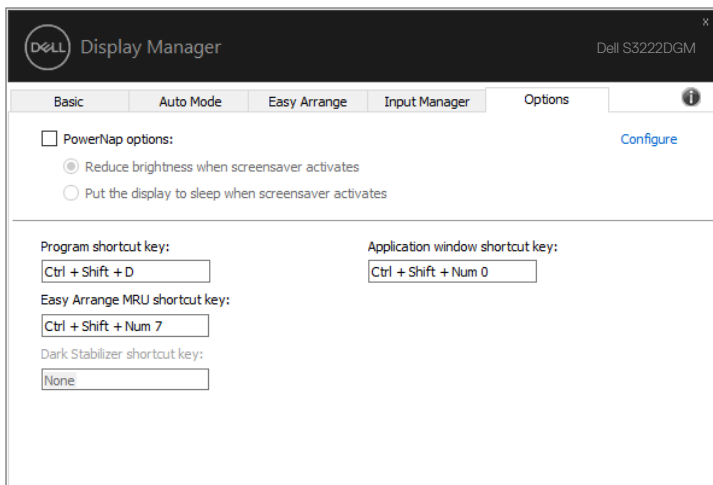 x
DELL
Display Manager
Dell S3222DGM
Basic
Auto Mode
Easy Arrange
Input Manager
Options
i
PowerNap options:
Configure
Reduce brightness when screensaver activates
Put the display to sleep when screensaver activates
Program shortcut key:
Application window shortcut key:
Ctrl + Shift + D
Ctrl + Shift + Num 0
Easy Arrange MRU shortcut key:
Ctrl + Shift + Num 7
Dark Stabilizer shortcut key:
None